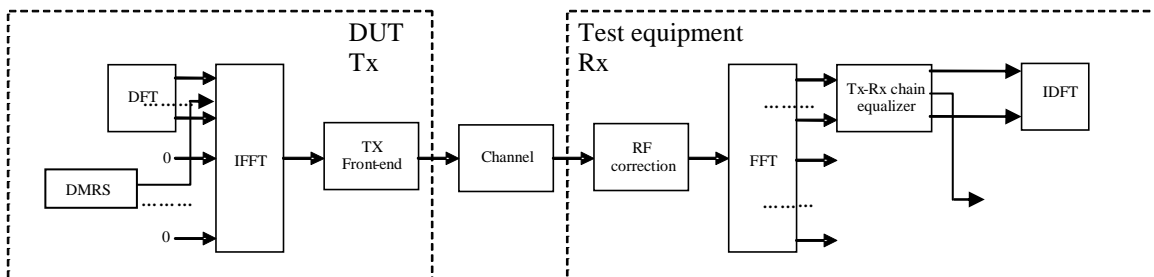 DUT
Tx
Test equipment
Rx
DFT
………
DMRS
0
………
0
IFFT
TX
Front-end
Channel
RF
correction
FFT
………
………
Tx-Rx chain
equalizer
IDFT